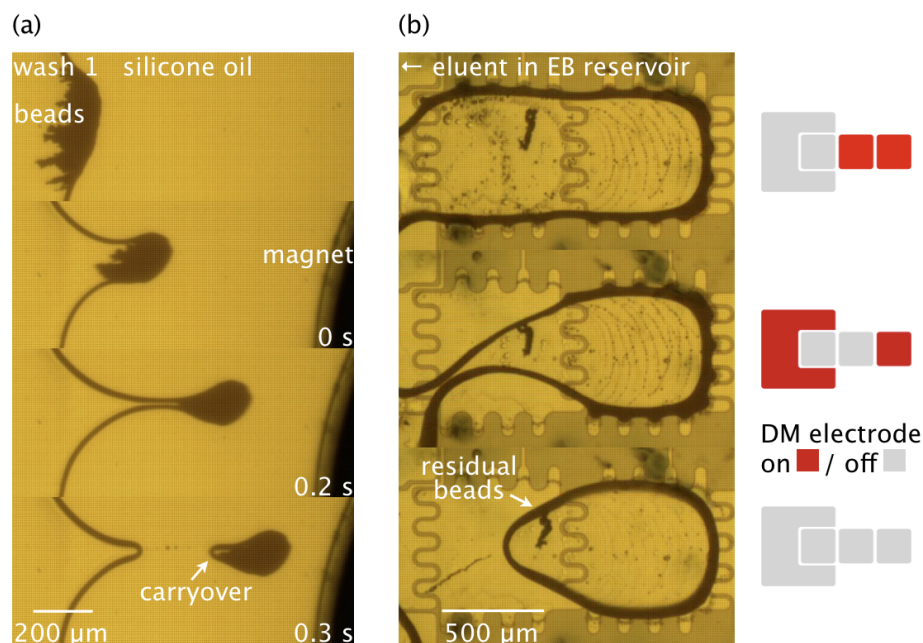 (a)
wash 1 silicone oil
beads
magnet
0 s
0.2 s
carryover
200 µm
0.3 s
(b)
← eluent in EB reservoir
residual
beads
500 µm
DM electrode
on / off